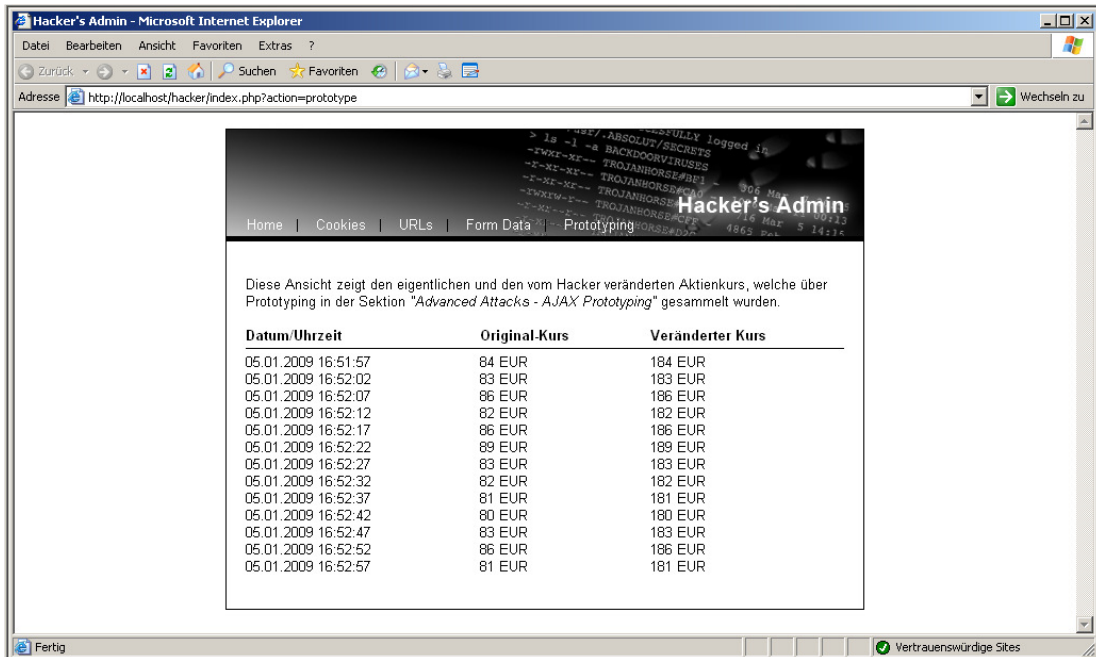 Hacker's Admin - Microsoft Internet Explorer
Datei Bearbeiten Ansicht Favoriten Extras ?
Zurück Suchen Favoriten
Adresse http://localhost/hacker/index.php?action=prototype Wechseln zu
SSFULLY logged in
> ls -l -a BACKDOORVIRUSES
-rwxr-xr-- TROJANHORSE#BF1
Hacker's Admin
Home | Cookies | URLs | Form Data | Prototyping
Diese Ansicht zeigt den eigentlichen und den vom Hacker veränderten Aktienkurs, welche über
Prototyping in der Sektion "Advanced Attacks - AJAX Prototyping" gesammelt wurden.
Datum/Uhrzeit Original-Kurs Veränderter Kurs
05.01.2009 16:51:57 84 EUR 184 EUR
05.01.2009 16:52:02 83 EUR 183 EUR
05.01.2009 16:52:07 86 EUR 186 EUR
05.01.2009 16:52:12 82 EUR 182 EUR
05.01.2009 16:52:17 86 EUR 186 EUR
05.01.2009 16:52:22 89 EUR 189 EUR
05.01.2009 16:52:27 83 EUR 183 EUR
05.01.2009 16:52:32 82 EUR 182 EUR
05.01.2009 16:52:37 81 EUR 181 EUR
05.01.2009 16:52:42 80 EUR 180 EUR
05.01.2009 16:52:47 83 EUR 183 EUR
05.01.2009 16:52:52 86 EUR 186 EUR
05.01.2009 16:52:57 81 EUR 181 EUR
Fertig Vertrauenswürdige Sites